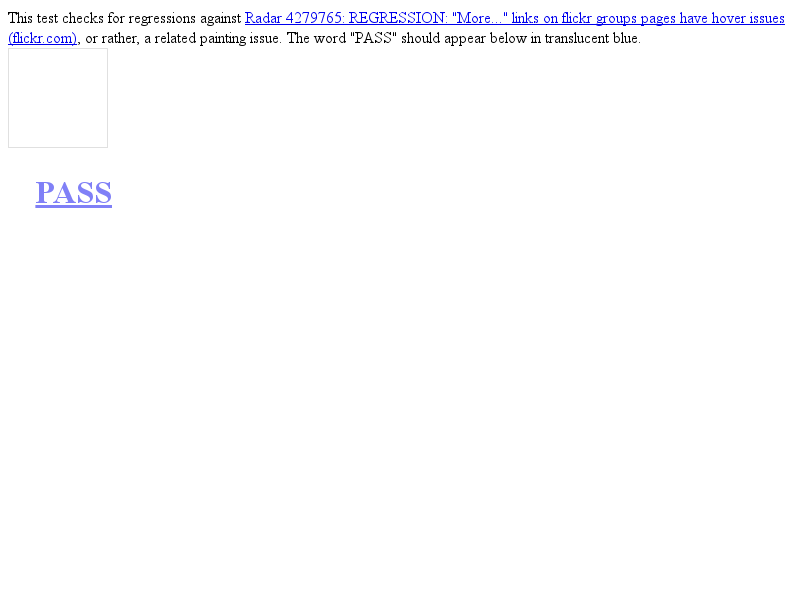 This test checks for regressions against Radar 4279765: REGRESSION: "More..." links on flickr groups pages have hover issues
(flickr.com), or rather, a related painting issue. The word "PASS" should appear below in translucent blue.
PASS